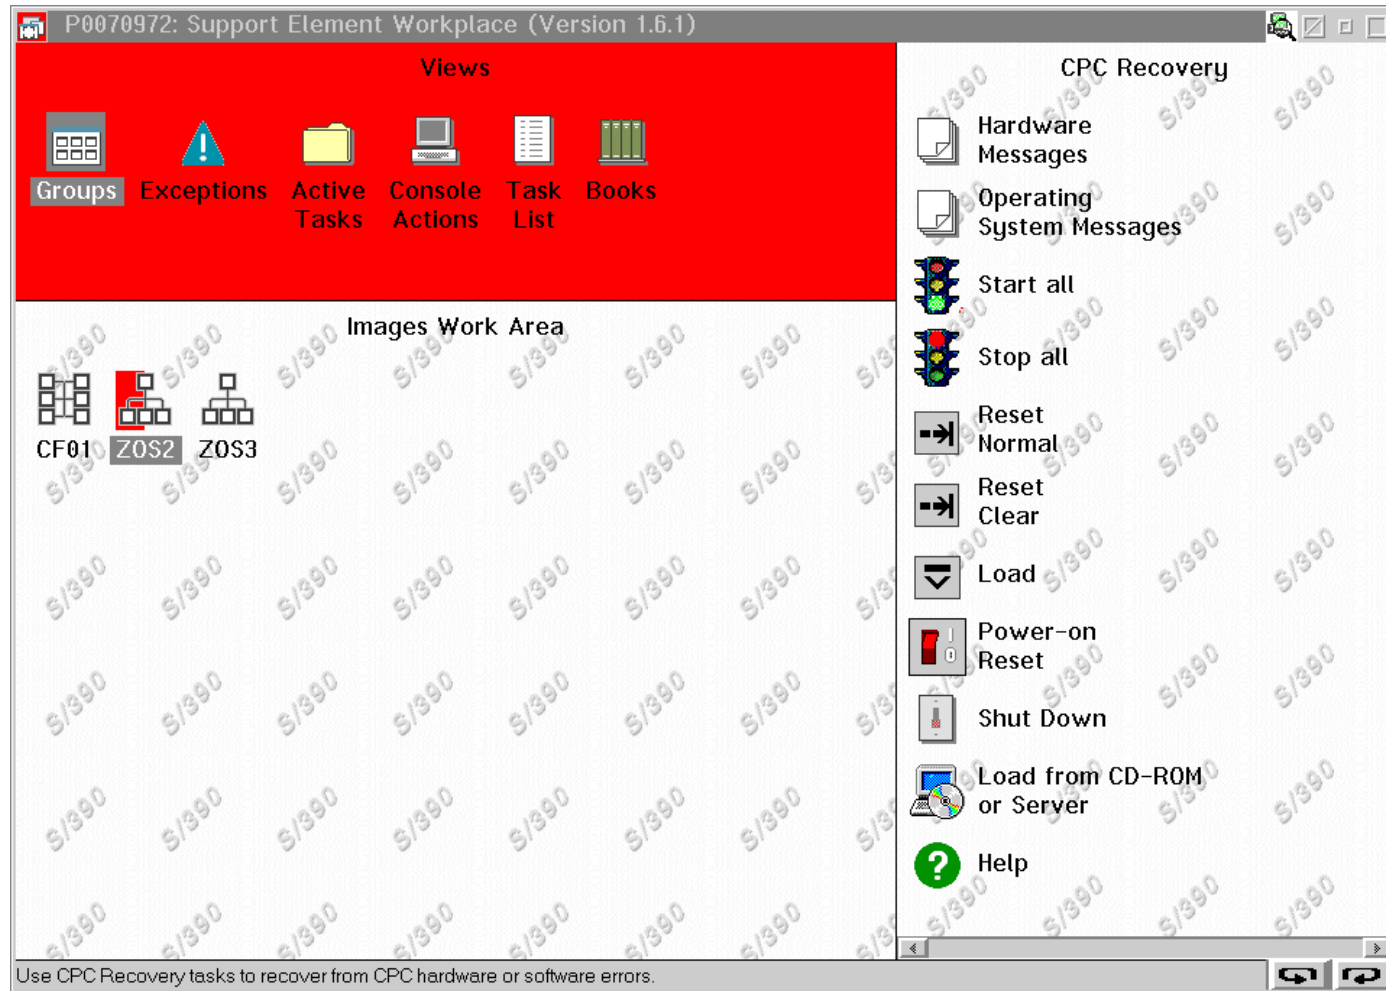 P0070972: Support Element Workplace (Version 1.6.1)
Views
Groups
Exceptions
Active
Tasks
Console
Actions
Task
List
Books
Images Work Area
CF01
ZOS2
ZOS3
CPC Recovery
Hardware
Messages
Operating
System Messages
Start all
Stop all
Reset
Normal
Reset
Clear
Load
Power-on
Reset
Shut Down
Load from CD-ROM
or Server
Help
S/390
Use CPC Recovery tasks to recover from CPC hardware or software errors.